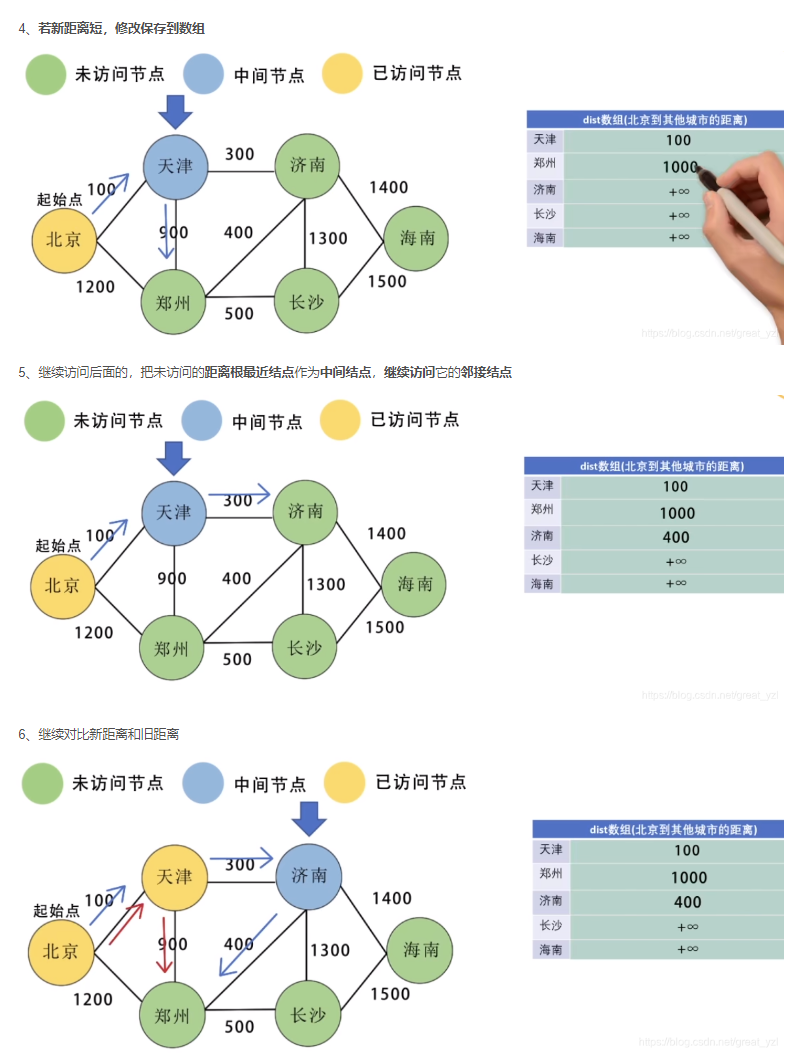 4、若新距离短，修改保存到数组
未访问节点 中间节点 已访问节点
dist数组(北京到其他城市的距离)
天津 100
郑州 1000
济南 +∞
长沙 +∞
海南 +∞
天津 300 济南
100
起始点
1400
北京 900 400 1300 海南
1200
1500
郑州 500 长沙
https://blog.csdn.net/great_yzl
5、继续访问后面的，把未访问的距离根最近结点作为中间结点，继续访问它的邻接结点
未访问节点 中间节点 已访问节点
dist数组(北京到其他城市的距离)
天津 100
郑州 1000
济南 400
长沙 +∞
海南 +∞
天津 300 济南
100
起始点
1400
北京 900 400 1300 海南
1200
1500
郑州 500 长沙
https://blog.csdn.net/great_yzl
6、继续对比新距离和旧距离
未访问节点 中间节点 已访问节点
dist数组(北京到其他城市的距离)
天津 100
郑州 1000
济南 400
长沙 +∞
海南 +∞
天津 300 济南
100
起始点
1400
北京 900 400 1300 海南
1200
1500
郑州 500 长沙
https://blog.csdn.net/great_yzl